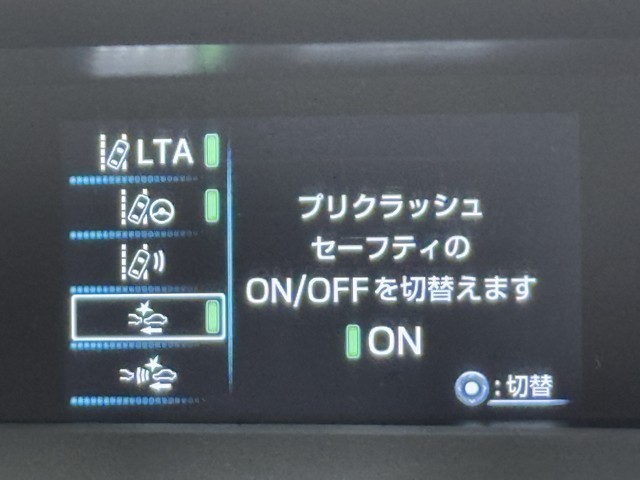 LTA
プリクラッシュ
セーフティの
ON/OFFを切替えます
ON
:切替